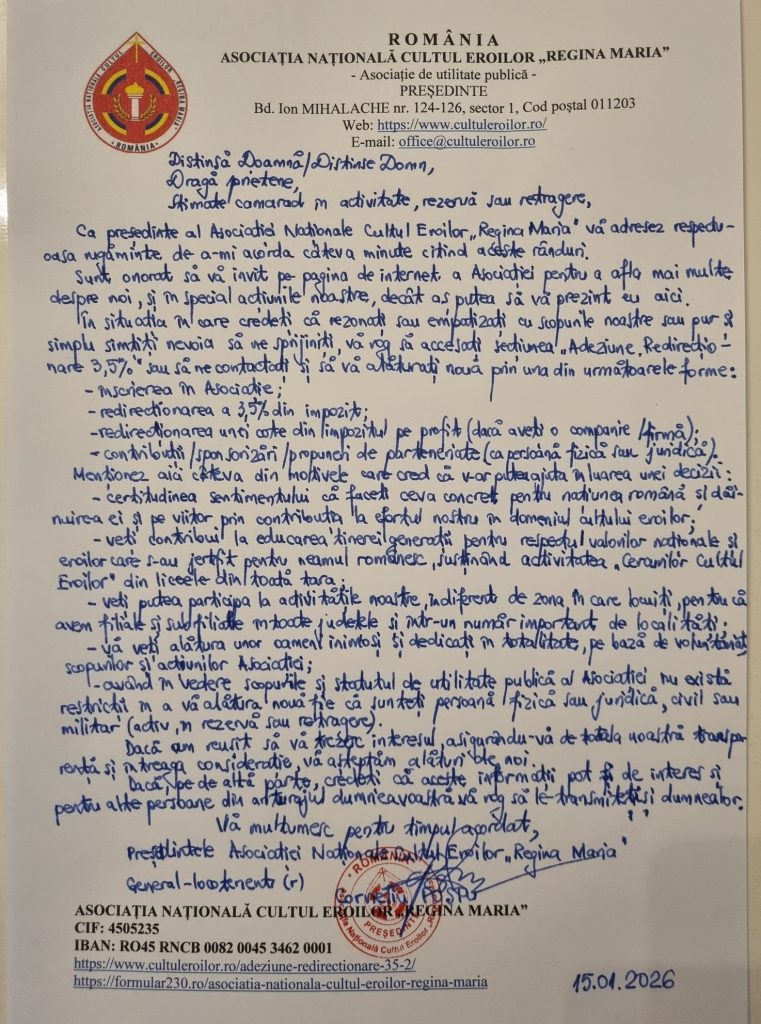 ASOCIAȚIA NAȚIONALĂ CULTUL EROILOR "REGINA MARIA"
• ROMÂNIA •
ROMÂNIA
ASOCIAȚIA NAȚIONALĂ CULTUL EROILOR „REGINA MARIA”
- Asociație de utilitate publică -
PREȘEDINTE
Bd. Ion MIHALACHE nr. 124-126, sector 1, Cod poștal 011203
Web: https://www.cultuleroilor.ro/
E-mail: office@cultuleroilor.ro
Distinsă Doamnă/Distinse Domn,
Dragă prietene,
Stimate camarad în activitate, rezervă sau retragere,
Ca președinte al Asociației Naționale Cultul Eroilor „Regina Maria” vă adresez respectu-
oasa rugăminte de a-mi acorda câteva minute citind aceste rânduri.
Sunt onorat să vă invit pe pagina de internet a Asociației pentru a afla mai multe
despre noi, și în special acțiunile noastre, decât aș putea să vă prezint eu aici.
În situația în care credeți că rezonați sau empatizați cu scopurile noastre sau pur și
simplu simțiți nevoia să ne sprijiniți, vă rog să accesați secțiunea „Adeziune. Redirecțio-
nare 3,5%” sau să ne contactați și să vă alăturați nouă prin una din următoarele forme:
- înscrierea în Asociație;
- redirecționarea a 3,5% din impozit;
- redirecționarea unei cote din impozitul pe profit (dacă aveți o companie /firmă);
- contribuții /sponsorizări /propuneri de parteneriate (ca persoană fizică sau juridică).
Menționez aici câteva din motivele care cred că v-ar putea ajuta în luarea unei decizii:
- certitudinea sentimentului că faceți ceva concret pentru națiunea română și dăi-
nuirea ei și pe viitor prin contribuția la efortul nostru în domeniul cultului eroilor;
- veți contribui la educarea tinerei generații pentru respectul valorilor naționale și
eroilor care s-au jertfit pentru neamul românesc, susținând activitatea „Cercurilor Cultul
Eroilor” din liceele din toată țara;
- veți putea participa la activitățile noastre, indiferent de zona în care locuiți, pentru că
avem filiale și subfiliale în toate județele și într-un număr important de localități;
- vă veți alătura unor oameni inimoși și dedicați în totalitate, pe bază de voluntariat,
scopurilor și acțiunilor Asociației;
- având în vedere scopurile și statutul de utilitate publică al Asociației nu există
restricții în a vă alătura nouă fie că sunteți persoană fizică sau juridică, civil sau
militar (activ, în rezervă sau retragere).
Dacă am reușit să vă trezesc interesul, asigurându-vă de totala noastră transpa-
rență și întreaga considerație, vă așteptăm alături de noi.
Dacă, pe de altă parte, credeți că aceste informații pot fi de interes și
pentru alte persoane din anturajul dumneavoastră vă rog să le transmiteți și dumnealor.
Vă mulțumesc pentru timpul acordat,
Președintele Asociației Naționale Cultul Eroilor „Regina Maria”
General-locotenent (r)
Corneliu POSTU
• ROMÂNIA •
PREȘEDINTE
Asociația Națională Cultul Eroilor „Regina Maria”
ASOCIAȚIA NAȚIONALĂ CULTUL EROILOR „REGINA MARIA”
CIF: 4505235
IBAN: RO45 RNCB 0082 0045 3462 0001
https://www.cultuleroilor.ro/adeziune-redirectionare-35-2/
https://formular230.ro/asociatia-nationala-cultul-eroilor-regina-maria
15.01.2026